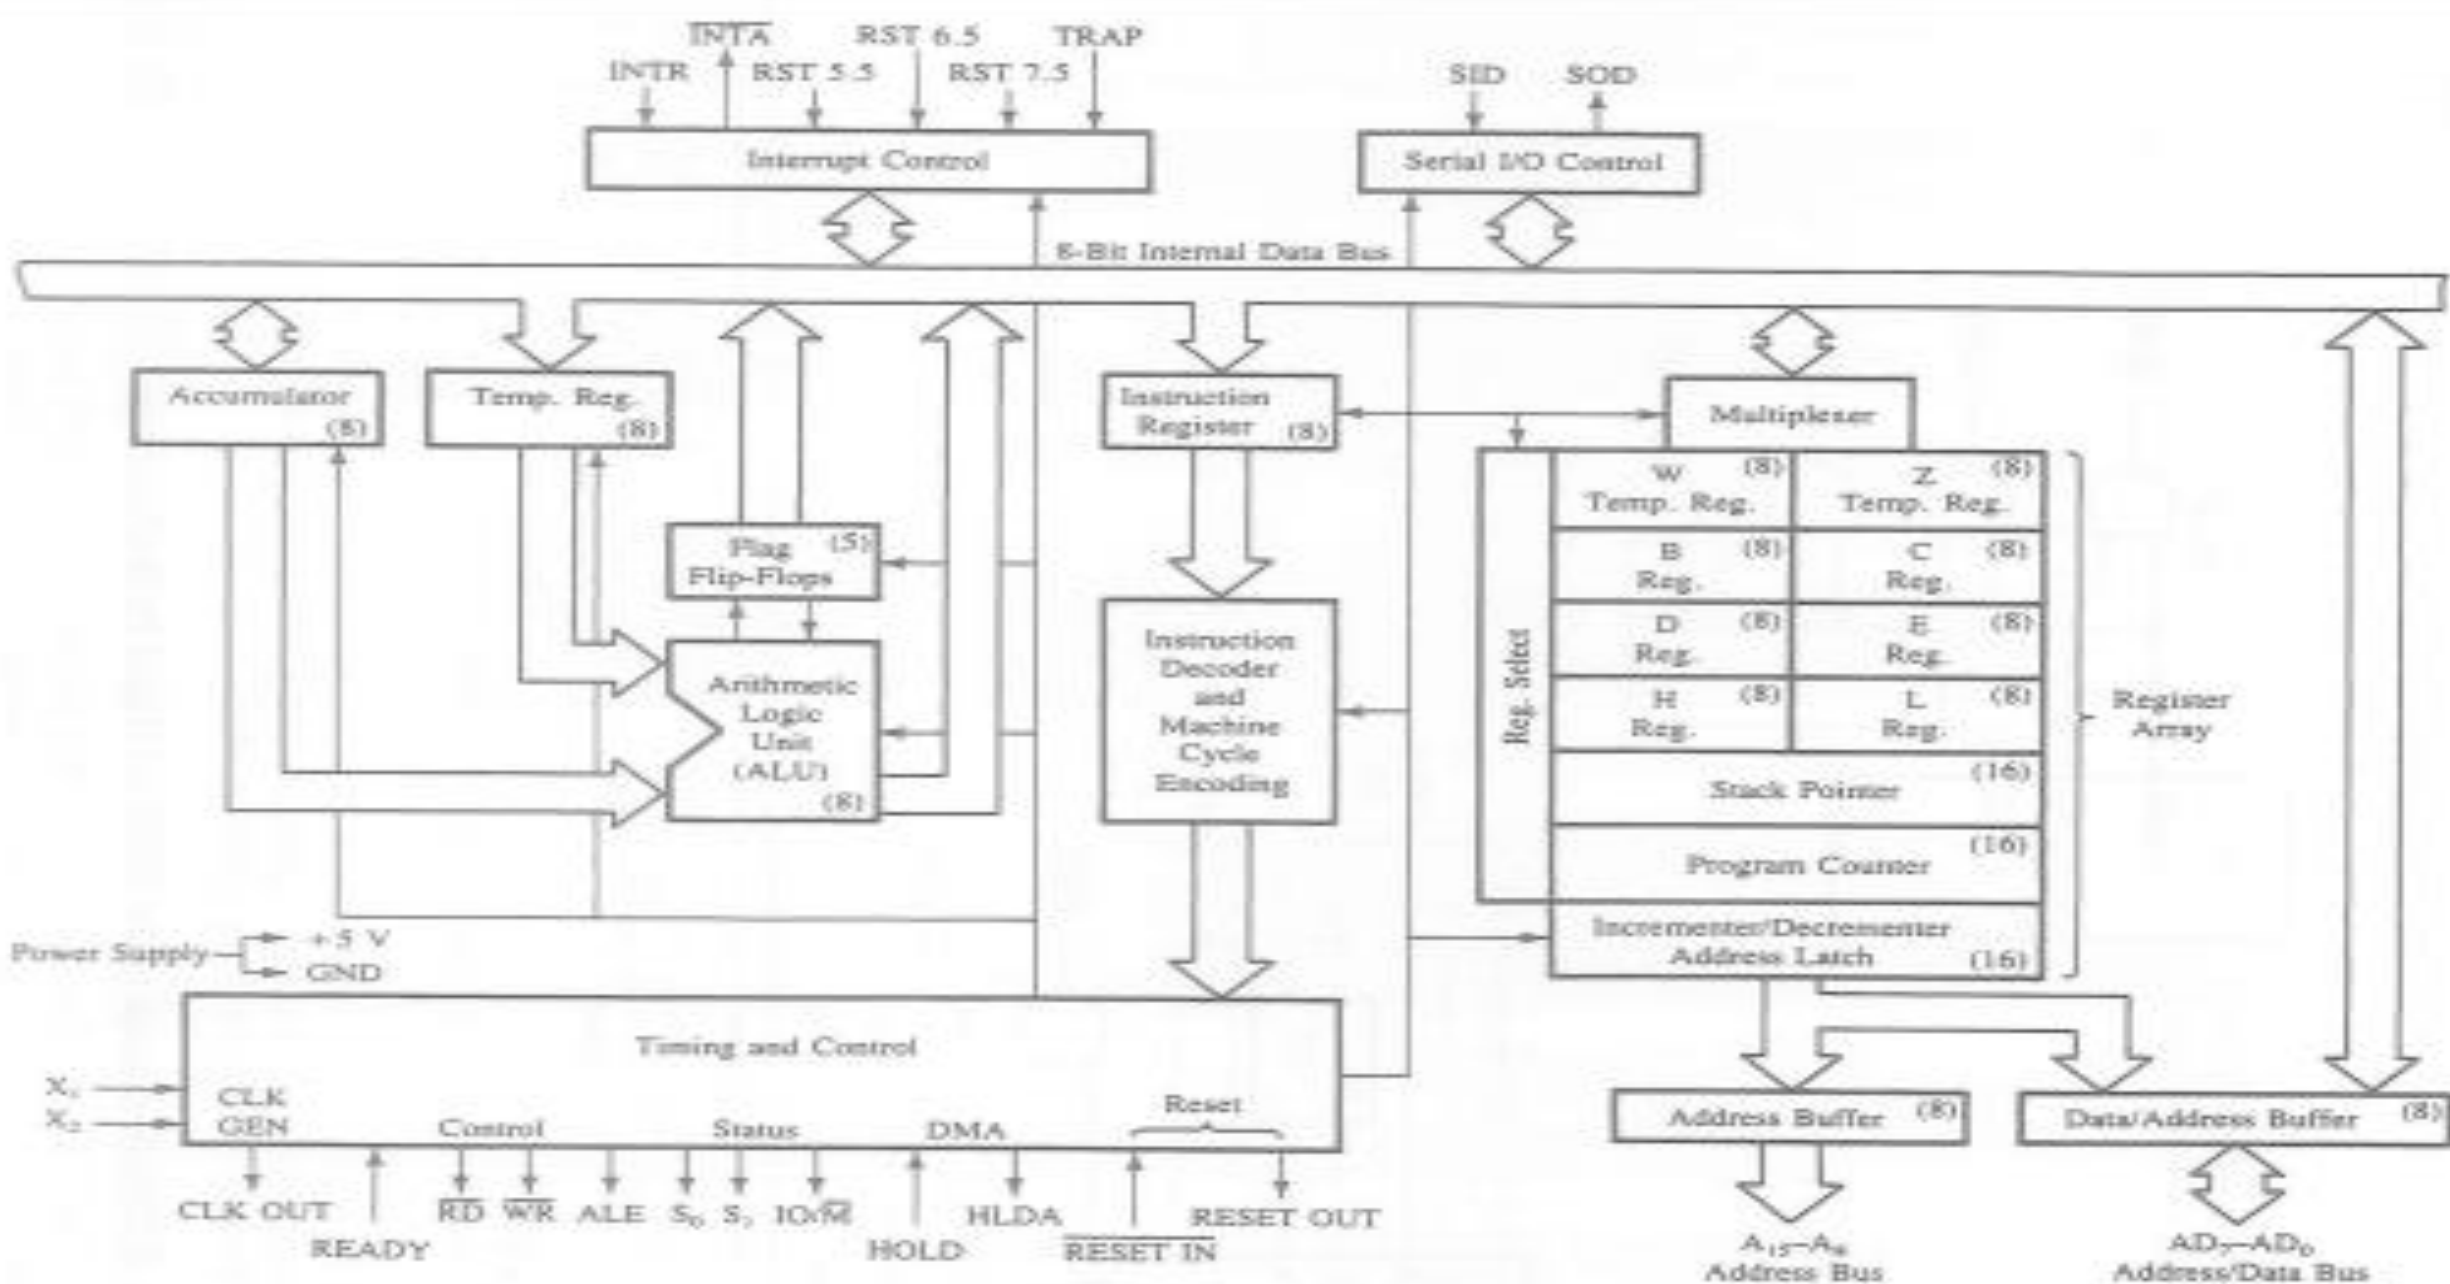 INTA
RST 6.5
TRAP
INTR
RST 5.5
RST 7.5
SID
SOD
Interrupt Control
Serial I/O Control
8-Bit Internal Data Bus
Accumulator
(8)
Temp. Reg.
(8)
Instruction
Register (8)
Multiplexer
W (8)
Temp. Reg.
Z (8)
Temp. Reg.
Flag (5)
Flip-Flops
B (8)
Reg.
C (8)
Reg.
D (8)
Reg.
E (8)
Reg.
H (8)
Reg.
L (8)
Reg.
Reg. Select
Register
Array
Arithmetic
Logic
Unit
(ALU)
(8)
Instruction
Decoder
and
Machine
Cycle
Encoding
Stack Pointer (16)
Program Counter (16)
Incrementer/Decrementer
Address Latch (16)
Power Supply
+5 V
GND
Timing and Control
X₁
X₂
CLK
GEN
Control
Status
DMA
Reset
Address Buffer (8)
Data/Address Buffer (8)
CLK OUT
READY
RD
WR
ALE
S₀
S₁
IO/M
HOLD
HLDA
RESET IN
RESET OUT
A₁₅–A₈
Address Bus
AD₇–AD₀
Address/Data Bus